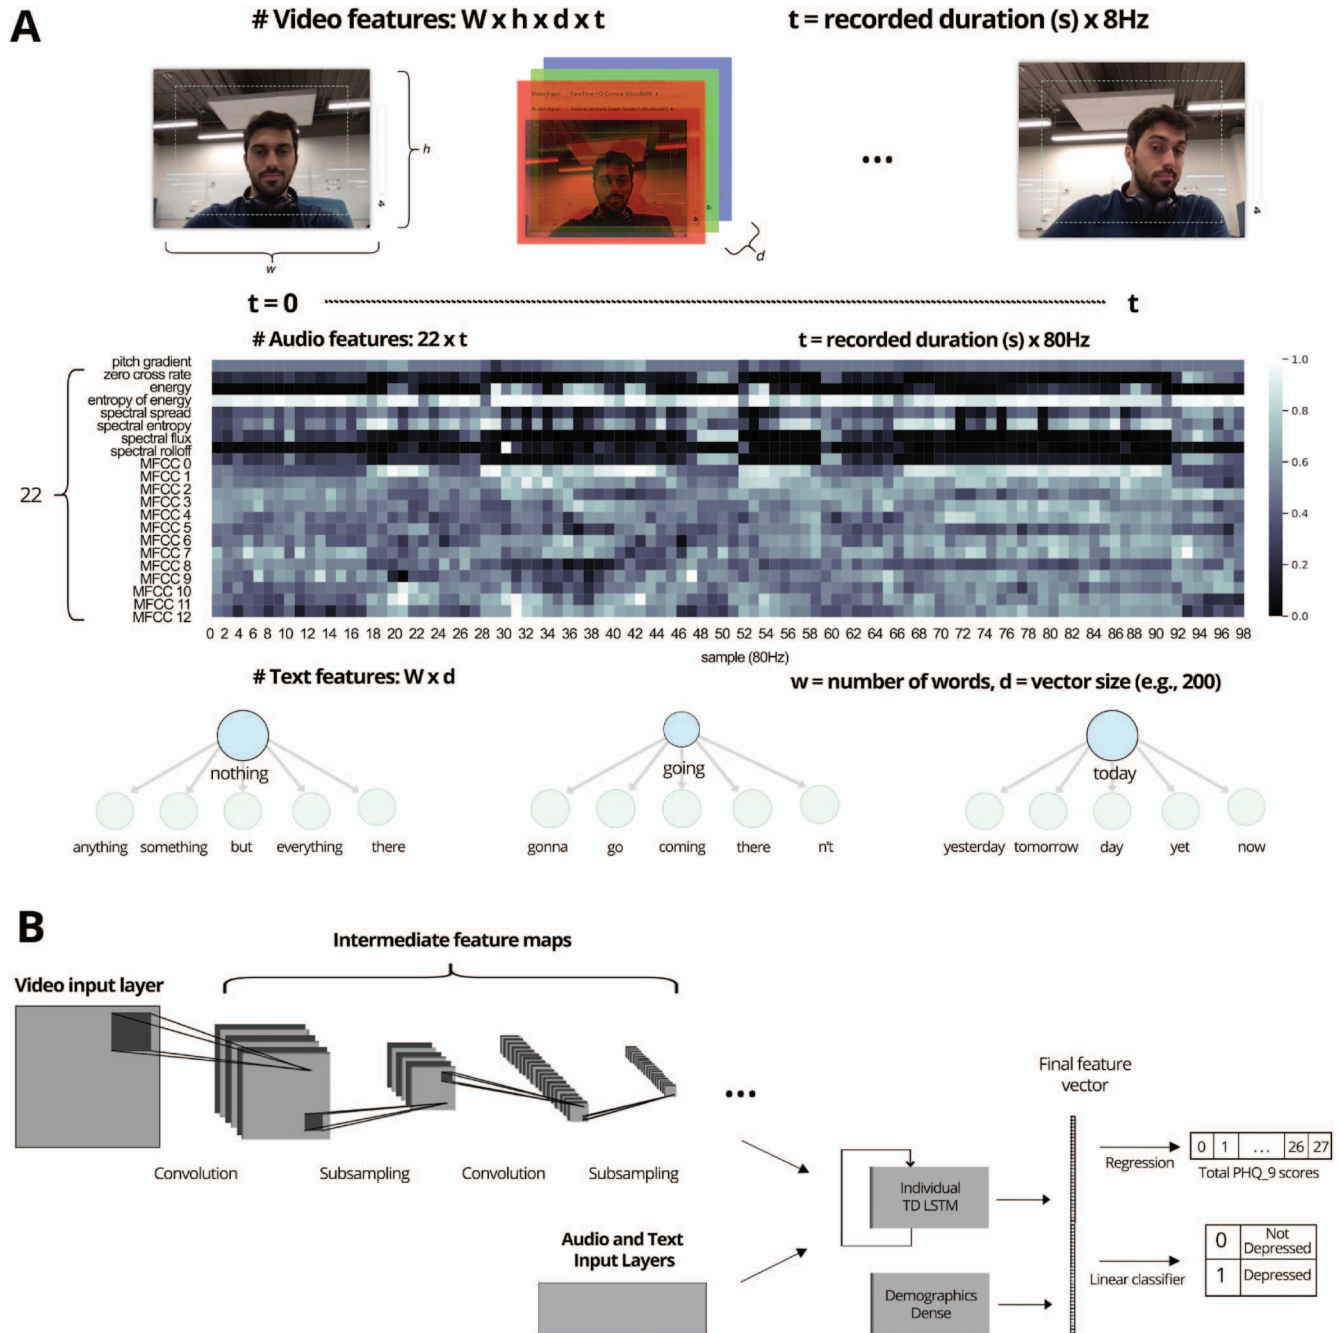 A
# Video features: W x h x d x t
t = recorded duration (s) x 8Hz
h
w
d
t = 0
t
# Audio features: 22 x t
t = recorded duration (s) x 80Hz
22
pitch gradient
zero cross rate
energy
entropy of energy
spectral spread
spectral entropy
spectral flux
spectral rolloff
MFCC 0
MFCC 1
MFCC 2
MFCC 3
MFCC 4
MFCC 5
MFCC 6
MFCC 7
MFCC 8
MFCC 9
MFCC 10
MFCC 11
MFCC 12
1.0
0.8
0.6
0.4
0.2
0.0
0 2 4 6 8 10 12 14 16 18 20 22 24 26 28 30 32 34 36 38 40 42 44 46 48 50 52 54 56 58 60 62 64 66 68 70 72 74 76 78 80 82 84 86 88 90 92 94 96 98
sample (80Hz)
# Text features: W x d
w = number of words, d = vector size (e.g., 200)
nothing
anything something but everything there
going
gonna go coming there n't
today
yesterday tomorrow day yet now
B
Intermediate feature maps
Video input layer
...
Convolution
Subsampling
Convolution
Subsampling
Audio and Text
Input Layers
Individual
TD LSTM
Demographics
Dense
Final feature
vector
Regression
0 1 ... 26 27
Total PHQ_9 scores
Linear classifier
0 Not
Depressed
1 Depressed